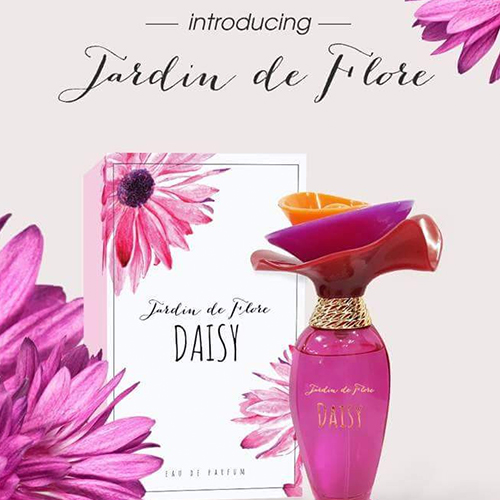 introducing
Jardin de Flore
Jardin de Flore
DAISY
EAU DE PARFUM
Jardin de Flore
DAISY